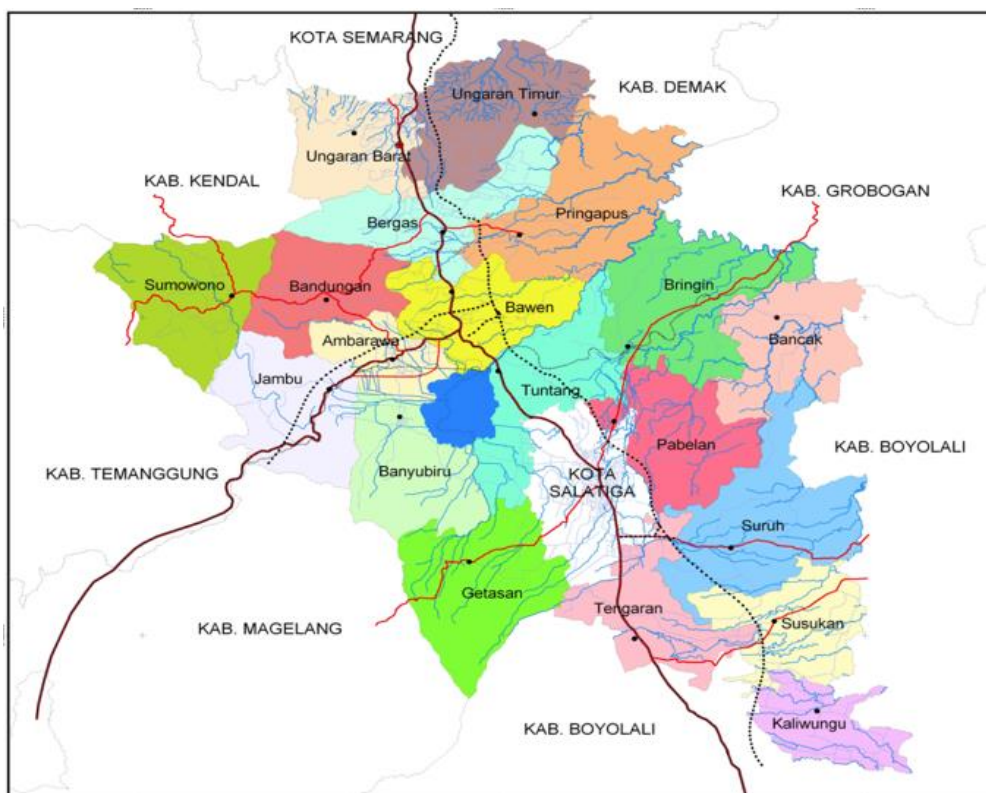 KOTA SEMARANG
KAB. DEMAK
Ungaran Timur
Ungaran Barat
KAB. KENDAL
KAB. GROBOGAN
Pringapus
Bergas
Sumowono
Bandungan
Bringin
Bawen
Ambarawa
Bancak
Jambu
Tuntang
Pabelan
KAB. BOYOLALI
KAB. TEMANGGUNG
Banyubiru
KOTA
SALATIGA
Suruh
Getasan
Tengaran
KAB. MAGELANG
Susukan
KAB. BOYOLALI
Kaliwungu